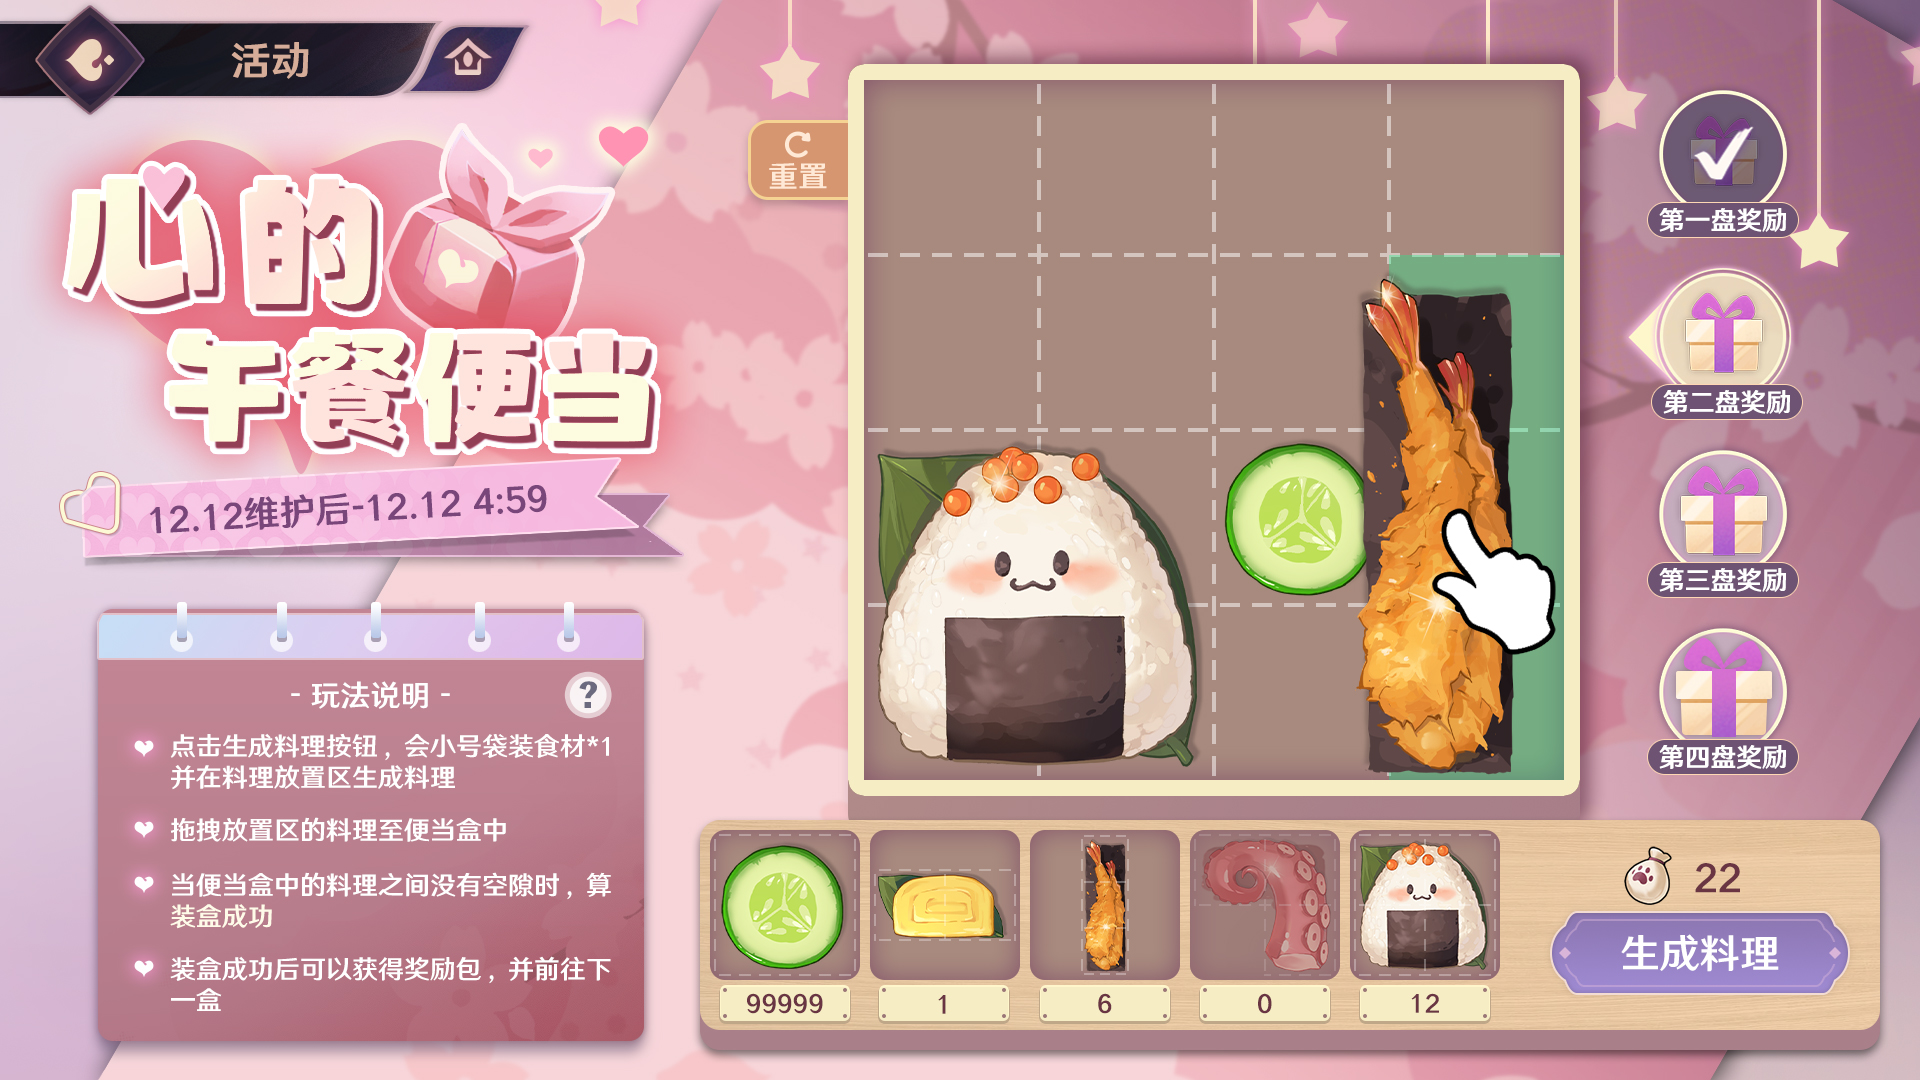 活动
心的
午餐便当
12.12维护后-12.12 4:59
- 玩法说明 -
?
点击生成料理按钮，会小号袋装食材*1
并在料理放置区生成料理
拖拽放置区的料理至便当盒中
当便当盒中的料理之间没有空隙时，算
装盒成功
装盒成功后可以获得奖励包，并前往下
一盒
重置
第一盘奖励
第二盘奖励
第三盘奖励
第四盘奖励
99999
1
6
0
12
22
生成料理